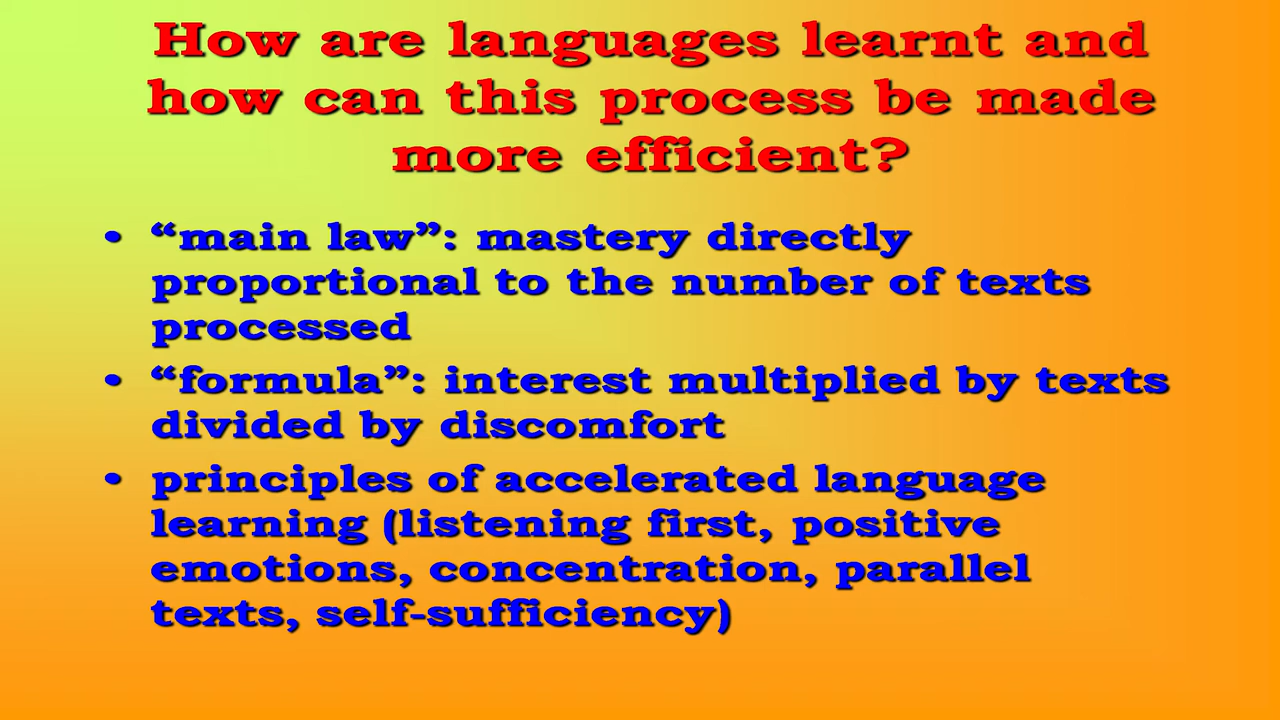 How are languages learnt and
how can this process be made
more efficient?
• “main law”: mastery directly
proportional to the number of texts
processed
• “formula”: interest multiplied by texts
divided by discomfort
• principles of accelerated language
learning (listening first, positive
emotions, concentration, parallel
texts, self-sufficiency)